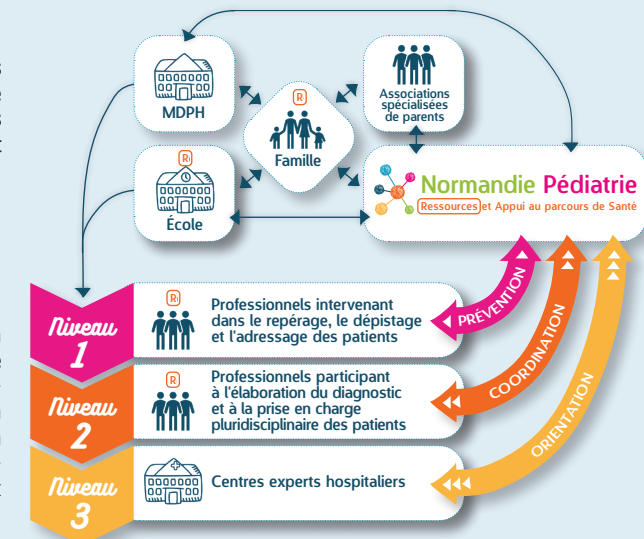 R
MDPH
Famille
Associations
spécialisées
de parents
R
École
Normandie Pédiatrie
Ressources et Appui au parcours de Santé
Niveau
1
R
Professionnels intervenant
dans le repérage, le dépistage
et l'adressage des patients
PRÉVENTION
Niveau
2
R
Professionnels participant
à l'élaboration du diagnostic
et à la prise en charge
pluridisciplinaire des patients
COORDINATION
Niveau
3
Centres experts hospitaliers
ORIENTATION